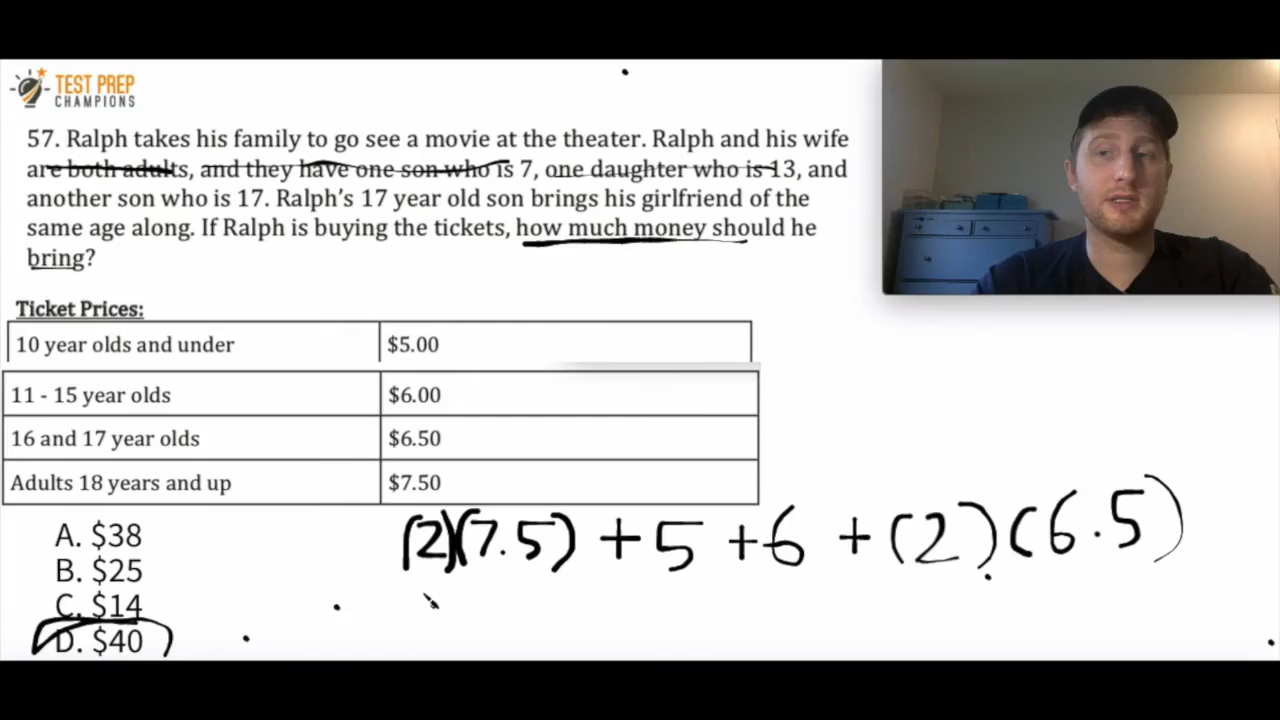 TEST PREP
CHAMPIONS
57. Ralph takes his family to go see a movie at the theater. Ralph and his wife
are both adults, and they have one son who is 7, one daughter who is 13, and
another son who is 17. Ralph's 17 year old son brings his girlfriend of the
same age along. If Ralph is buying the tickets, how much money should he
bring?
Ticket Prices:
10 year olds and under $5.00
11 - 15 year olds $6.00
16 and 17 year olds $6.50
Adults 18 years and up $7.50
(2)(7.5) + 5 + 6 + (2)(6.5)
A. $38
B. $25
C. $14
D. $40